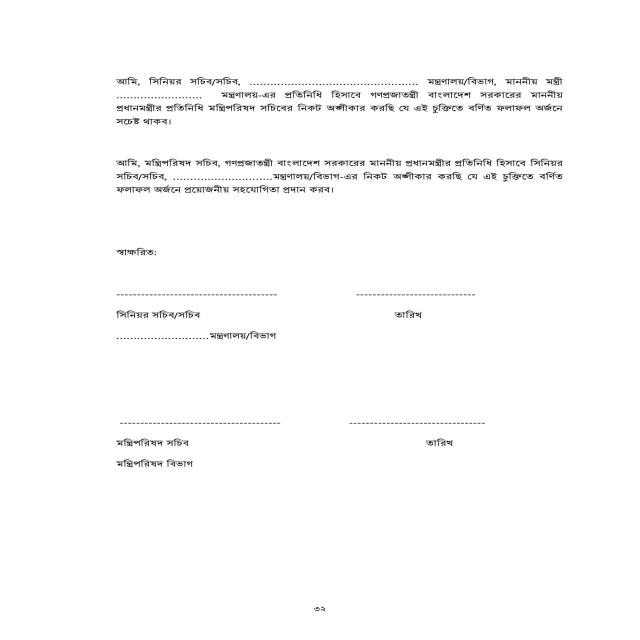 আমি, সিনিয়র সচিব/সচিব, ................................................ মন্ত্রণালয়/বিভাগ, মাননীয় মন্ত্রী
......................... মন্ত্রণালয়-এর প্রতিনিধি হিসাবে গণপ্রজাতন্ত্রী বাংলাদেশ সরকারের মাননীয়
প্রধানমন্ত্রীর প্রতিনিধি মন্ত্রিপরিষদ সচিবের নিকট অঙ্গীকার করছি যে এই চুক্তিতে বর্ণিত ফলাফল অর্জনে
সচেষ্ট থাকব।
আমি, মন্ত্রিপরিষদ সচিব, গণপ্রজাতন্ত্রী বাংলাদেশ সরকারের মাননীয় প্রধানমন্ত্রীর প্রতিনিধি হিসাবে সিনিয়র
সচিব/সচিব, .............................মন্ত্রণালয়/বিভাগ-এর নিকট অঙ্গীকার করছি যে এই চুক্তিতে বর্ণিত
ফলাফল অর্জনে প্রয়োজনীয় সহযোগিতা প্রদান করব।
স্বাক্ষরিত:
--------------------------------------- -----------------------------
সিনিয়র সচিব/সচিব তারিখ
...........................মন্ত্রণালয়/বিভাগ
--------------------------------------- ---------------------------------
মন্ত্রিপরিষদ সচিব তারিখ
মন্ত্রিপরিষদ বিভাগ
৩২